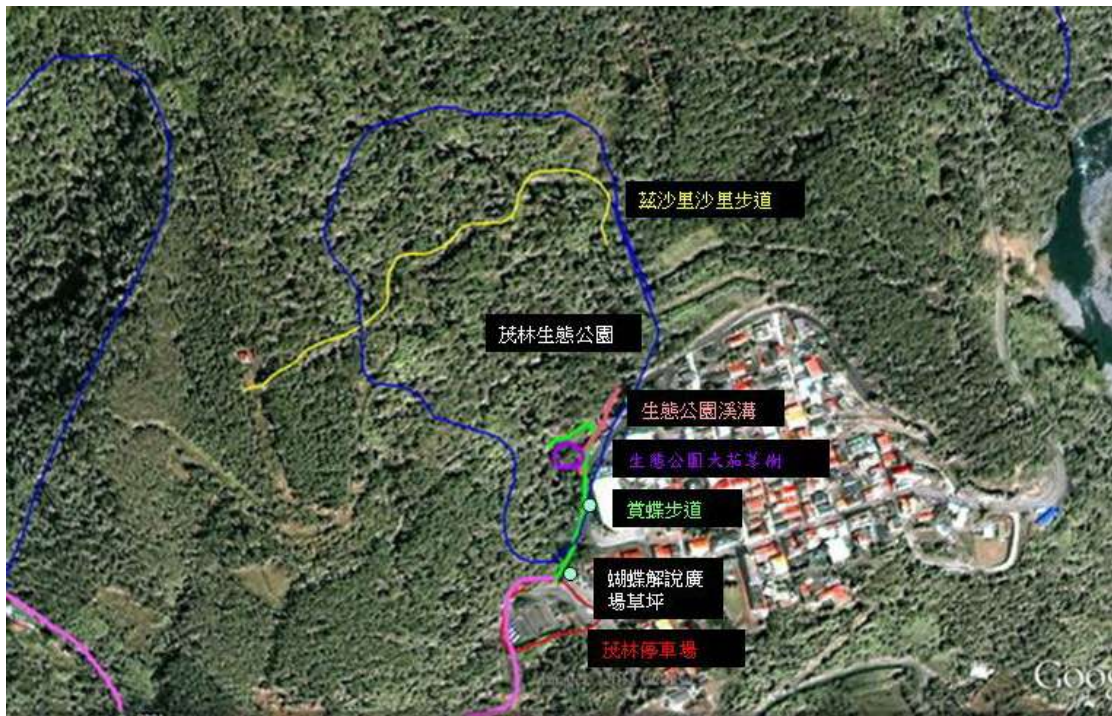 茲沙里沙里步道
茂林生態公園
生態公園溪溝
生態公園大茄苳樹
賞蝶步道
蝴蝶解說廣
場草坪
茂林停車場
Goo